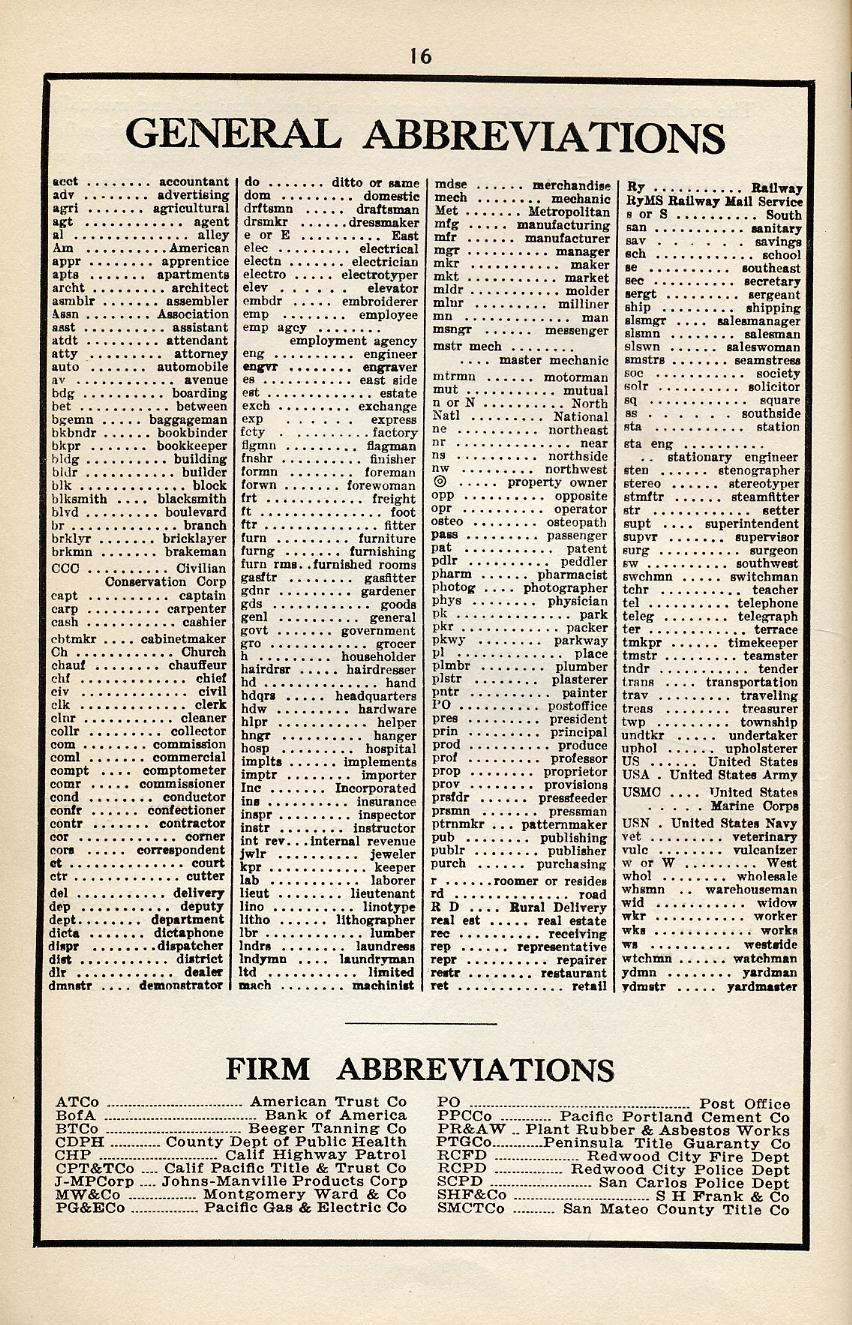 16
GENERAL ABBREVIATIONS
acct ........ accountant
adv ........ advertising
agri ....... agricultural
agt ............ agent
al .............. alley
Am .......... American
appr ....... apprentice
apts ....... apartments
archt ........ architect
asmblr ...... assembler
Assn ...... Association
asst ......... assistant
atdt ........ attendant
atty ......... attorney
auto ....... automobile
av ............ avenue
bdg ......... boarding
bet .......... between
bgemn ..... baggageman
bkbndr .... bookbinder
bkpr ...... bookkeeper
bldg ......... building
bldr .......... builder
blk ............. block
blksmith .... blacksmith
blvd ........ boulevard
br ............ branch
brklyr ...... bricklayer
brkmn ...... brakeman
CCC ........ Civilian
Conservation Corp
capt ......... captain
carp ........ carpenter
cash ......... cashier
cbtmkr .... cabinetmaker
Ch ............ Church
chauf ....... chauffeur
chf ............. chief
civ .............. civil
clk ............. clerk
clnr .......... cleaner
collr ........ collector
com ....... commission
coml ...... commercial
compt .... comptometer
comr .... commissioner
cond ....... conductor
confr ..... confectioner
contr ...... contractor
cor ........... corner
cors .... correspondent
ct .............. court
ctr ............ cutter
del .......... delivery
dep ........... deputy
dept........ department
dicta ...... dictaphone
dispr ...... dispatcher
dist ......... district
dlr ........... dealer
dmnstr .... demonstrator
do ....... ditto or same
dom ......... domestic
drftsmn ..... draftsman
drsmkr ...... dressmaker
e or E .......... East
elec ........ electrical
electn ...... electrician
electro .... electrotyper
elev ....... elevator
embdr .... embroiderer
emp ........ employee
emp agcy .......
employment agency
eng ......... engineer
engvr ....... engraver
es ......... east side
est ........... estate
exch ....... exchange
exp ......... express
fcty ......... factory
flgmn ....... flagman
fnshr ........ finisher
formn ....... foreman
forwn ..... forewoman
frt ........... freight
ft .............. foot
ftr ............ fitter
furn ........ furniture
furng ...... furnishing
furn rms..furnished rooms
gasftr ........ gasfitter
gdnr ....... gardener
gds ........... goods
genl ......... general
govt ...... government
gro .......... grocer
h ........ householder
hairdrsr .... hairdresser
hd ............. hand
hdqrs ..... headquarters
hdw ........ hardware
hlpr .......... helper
hngr ......... hanger
hosp ........ hospital
implts ..... implements
imptr ....... importer
Inc ...... Incorporated
ins ......... insurance
inspr ...... inspector
instr ....... instructor
int rev...internal revenue
jwlr .......... jeweler
kpr .......... keeper
lab .......... laborer
lieut ...... lieutenant
lino ........ linotype
litho ..... lithographer
lbr ........... lumber
lndrs ...... laundress
lndymn .... laundryman
ltd .......... limited
mach ....... machinist
mdse ...... merchandise
mech ........ mechanic
Met ...... Metropolitan
mfg .... manufacturing
mfr ..... manufacturer
mgr ......... manager
mkr ........... maker
mkt .......... market
mldr ......... molder
mlnr ........ milliner
mn .............. man
msngr ...... messenger
mstr mech ........
.... master mechanic
mtrmn ...... motorman
mut ......... mutual
n or N ......... North
Natl ........ National
ne ........ northeast
nr .............. near
ns ........ northside
nw ........ northwest
◎ ..... property owner
opp ......... opposite
opr ......... operator
osteo ....... osteopath
pass ....... passenger
pat .......... patent
pdlr ......... peddler
pharm ..... pharmacist
photog .... photographer
phys ....... physician
pk .............. park
pkr ........... packer
pkwy ....... parkway
pl ............. place
plmbr ....... plumber
plstr ....... plasterer
pntr ......... painter
PO ......... postoffice
pres ........ president
prin ........ principal
prod ........ produce
prof ........ professor
prop ....... proprietor
prov ...... provisions
prsfdr .... pressfeeder
prsmn ...... pressman
ptrnmkr ... patternmaker
pub ....... publishing
publr ....... publisher
purch ..... purchasing
r ......roomer or resides
rd .............. road
R D .... Rural Delivery
real est ..... real estate
rec ......... receiving
rep ..... representative
repr ........ repairer
restr ...... restaurant
ret ............ retail
Ry .......... Railway
RyMS Railway Mail Service
s or S ......... South
san ......... sanitary
sav ......... savings
sch .......... school
se ........ southeast
sec ......... secretary
sergt ....... sergeant
ship ........ shipping
slsmgr .... salesmanager
slsmn ...... salesman
slswn ..... saleswoman
smstrs ..... seamstress
soc .......... society
solr ........ solicitor
sq ........... square
ss ........ southside
sta ........... station
sta eng .........
.. stationary engineer
sten ..... stenographer
stereo .... stereotyper
stmftr ..... steamfitter
str ........... setter
supt .... superintendent
supvr ...... supervisor
surg ........ surgeon
sw ........ southwest
swchmn ..... switchman
tchr ......... teacher
tel ......... telephone
teleg ....... telegraph
ter ........... terrace
tmkpr ..... timekeeper
tmstr ....... teamster
tndr .......... tender
trans .... transportation
trav ........ traveling
treas ....... treasurer
twp ........ township
undtkr ..... undertaker
uphol ..... upholsterer
US ...... United States
USA . United States Army
USMC .... United States
..... Marine Corps
USN . United States Navy
vet ....... veterinary
vulc ....... vulcanizer
w or W ......... West
whol ....... wholesale
whsmn .. warehouseman
wid .......... widow
wkr ......... worker
wks .......... works
ws ......... westside
wtchmn ..... watchman
ydmn ....... yardman
ydmstr ..... yardmaster
FIRM ABBREVIATIONS
ATCo ........ American Trust Co
BofA ........ Bank of America
BTCo ........ Beeger Tanning Co
CDPH ........ County Dept of Public Health
CHP ........ Calif Highway Patrol
CPT&TCo .... Calif Pacific Title & Trust Co
J-MPCorp .... Johns-Manville Products Corp
MW&Co ........ Montgomery Ward & Co
PG&ECo ........ Pacific Gas & Electric Co
PO ........ Post Office
PPCCo ........ Pacific Portland Cement Co
PR&AW .. Plant Rubber & Asbestos Works
PTGCo........Peninsula Title Guaranty Co
RCFD ........ Redwood City Fire Dept
RCPD ........ Redwood City Police Dept
SCPD ........ San Carlos Police Dept
SHF&Co ........ S H Frank & Co
SMCTCo ........ San Mateo County Title Co